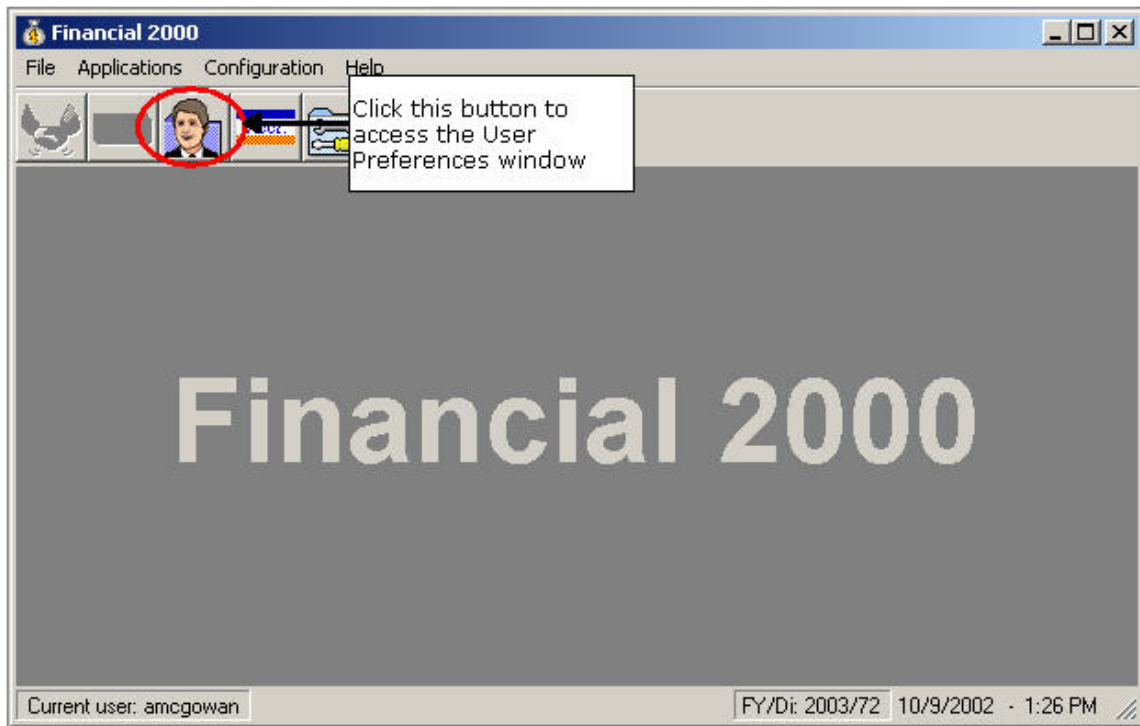 Financial 2000
File Applications Configuration Help
Click this button to
access the User
Preferences window
Financial 2000
Current user: amcgowan
FY/Di: 2003/72 10/9/2002 - 1:26 PM